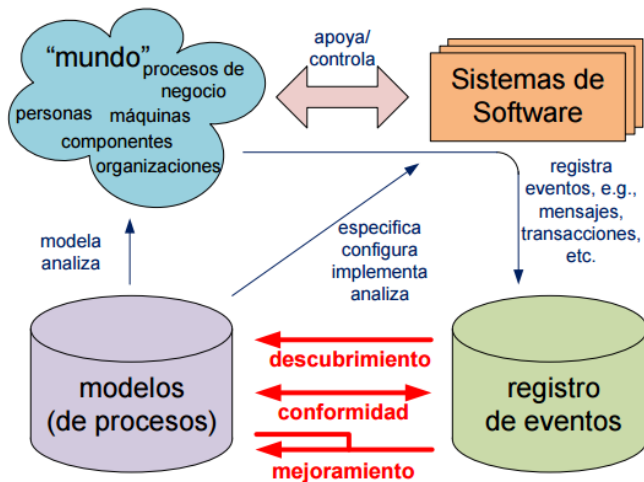 “mundo”
procesos de
negocio
personas
máquinas
componentes
organizaciones
apoya/
controla
Sistemas de
Software
registra
eventos, e.g.,
mensajes,
transacciones,
etc.
modela
analiza
especifica
configura
implementa
analiza
modelos
(de procesos)
descubrimiento
conformidad
mejoramiento
registro
de eventos